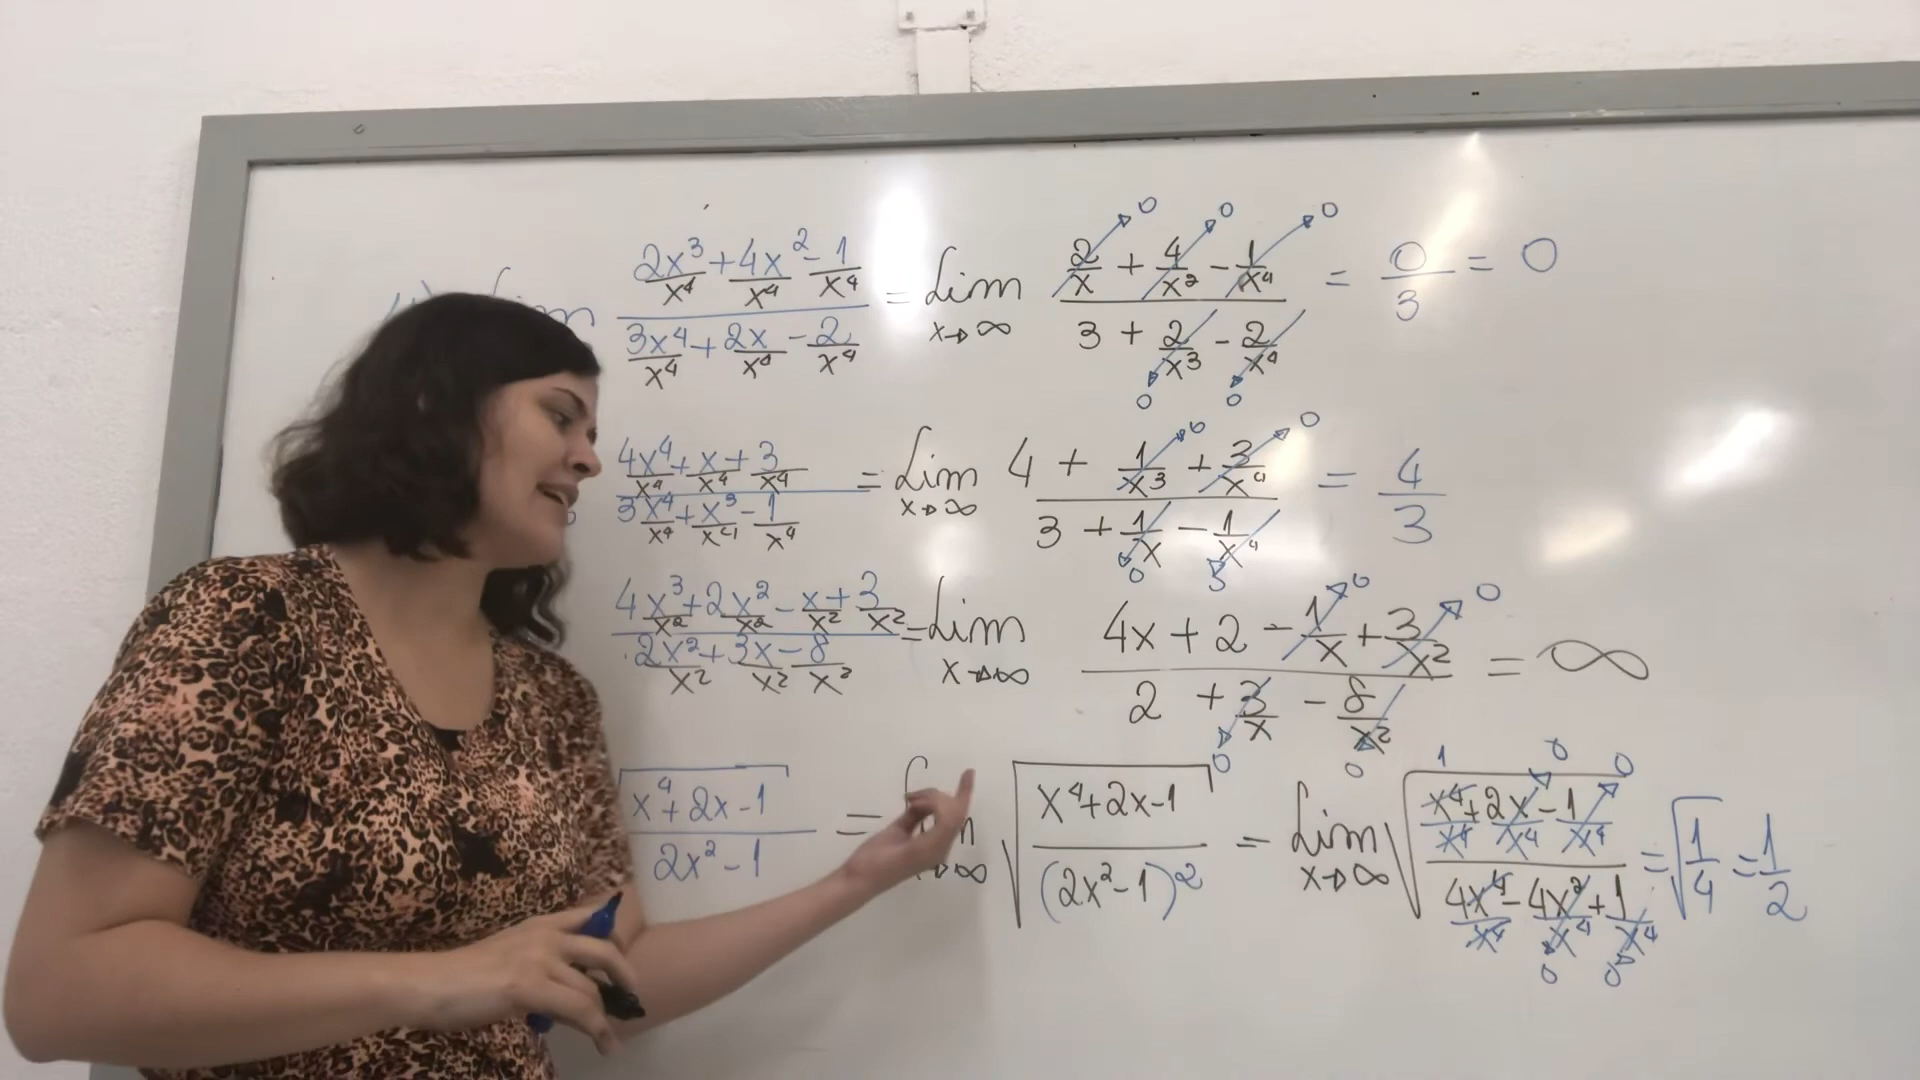 2x³/x⁴ + 4x²/x⁴ - 1/x⁴ / 3x⁴/x⁴ + 2x/x⁴ - 2/x⁴ = Lim x→∞ 2/x + 4/x² - 1/x⁴ / 3 + 2/x³ - 2/x⁴ = 0/3 = 0
4x⁴/x⁴ + x/x⁴ + 3/x⁴ / 3x⁴/x⁴ + x³/x⁴ - 1/x⁴ = Lim x→∞ 4 + 1/x³ + 3/x⁴ / 3 + 1/x - 1/x⁴ = 4/3
4x³/x² + 2x²/x² - x/x² + 3/x² / 2x²/x² + 3x/x² - 8/x² = Lim x→∞ 4x + 2 - 1/x + 3/x² / 2 + 3/x - 8/x² = ∞
√(x⁴ + 2x - 1) / 2x² - 1 = Lim x→∞ √(x⁴ + 2x - 1 / (2x² - 1)²) = Lim x→∞ √(x⁴/x⁴ + 2x/x⁴ - 1/x⁴ / 4x⁴/x⁴ - 4x²/x⁴ + 1/x⁴) = √(1/4) = 1/2